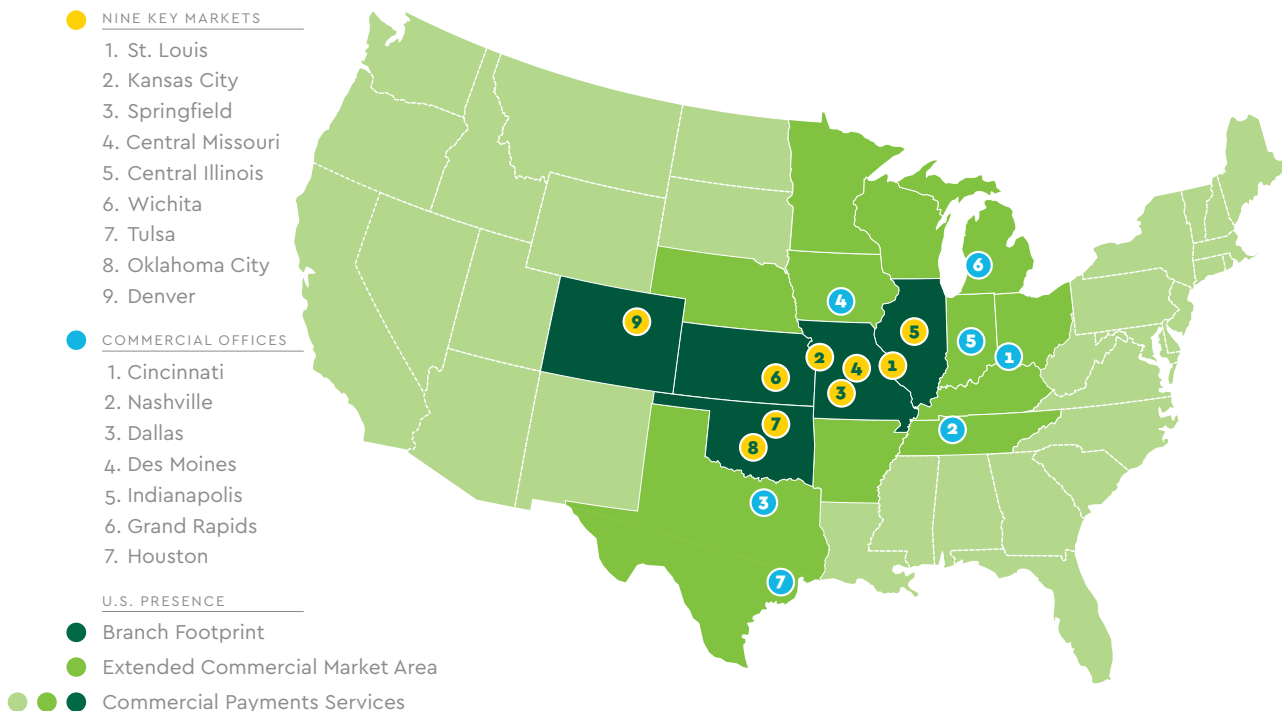 NINE KEY MARKETS
1. St. Louis
2. Kansas City
3. Springfield
4. Central Missouri
5. Central Illinois
6. Wichita
7. Tulsa
8. Oklahoma City
9. Denver
COMMERCIAL OFFICES
1. Cincinnati
2. Nashville
3. Dallas
4. Des Moines
5. Indianapolis
6. Grand Rapids
7. Houston
U.S. PRESENCE
Branch Footprint
Extended Commercial Market Area
Commercial Payments Services
6
4
9
5
5
2
4
1
1
6
3
7
2
8
3
7